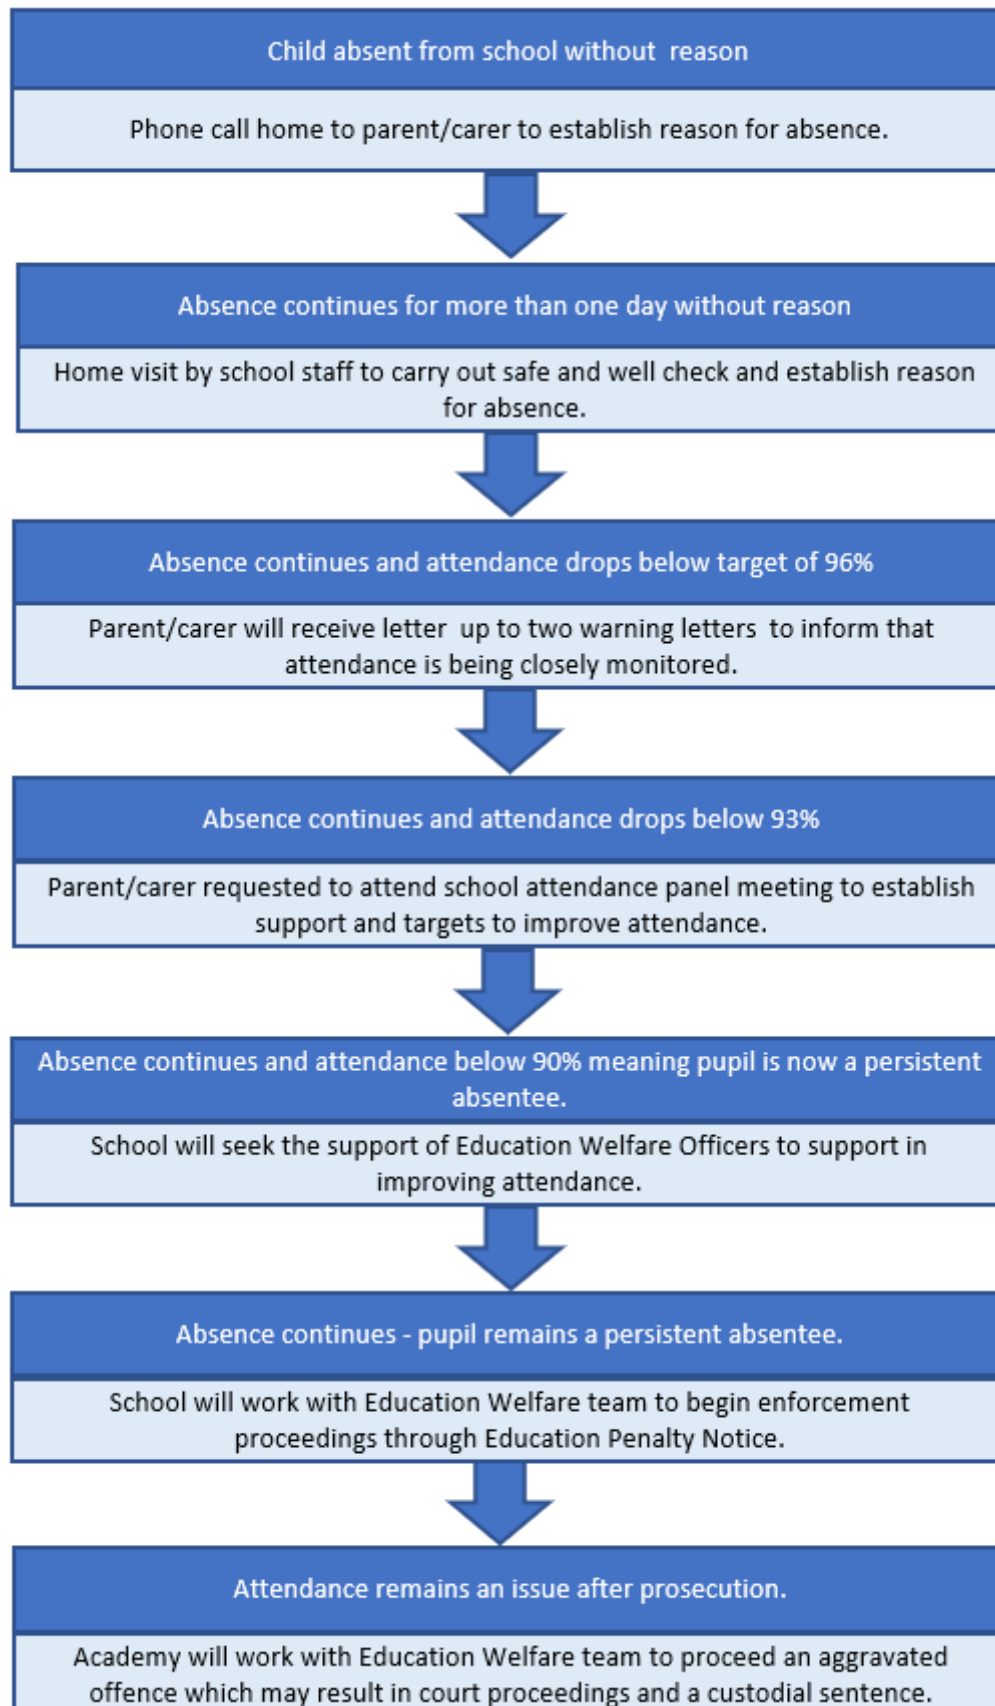 Child absent from school without  reason
Phone call home to parent/carer to establish reason for absence.
Absence continues for more than one day without reason
Home visit by school staff to carry out safe and well check and establish reason
for absence.
Absence continues and attendance drops below target of 96%
Parent/carer will receive letter  up to two warning letters  to inform that
attendance is being closely monitored.
Absence continues and attendance drops below 93%
Parent/carer requested to attend school attendance panel meeting to establish
support and targets to improve attendance.
Absence continues and attendance below 90% meaning pupil is now a persistent
absentee.
School will seek the support of Education Welfare Officers to support in
improving attendance.
Absence continues - pupil remains a persistent absentee.
School will work with Education Welfare team to begin enforcement
proceedings through Education Penalty Notice.
Attendance remains an issue after prosecution.
Academy will work with Education Welfare team to proceed an aggravated
offence which may result in court proceedings and a custodial sentence.